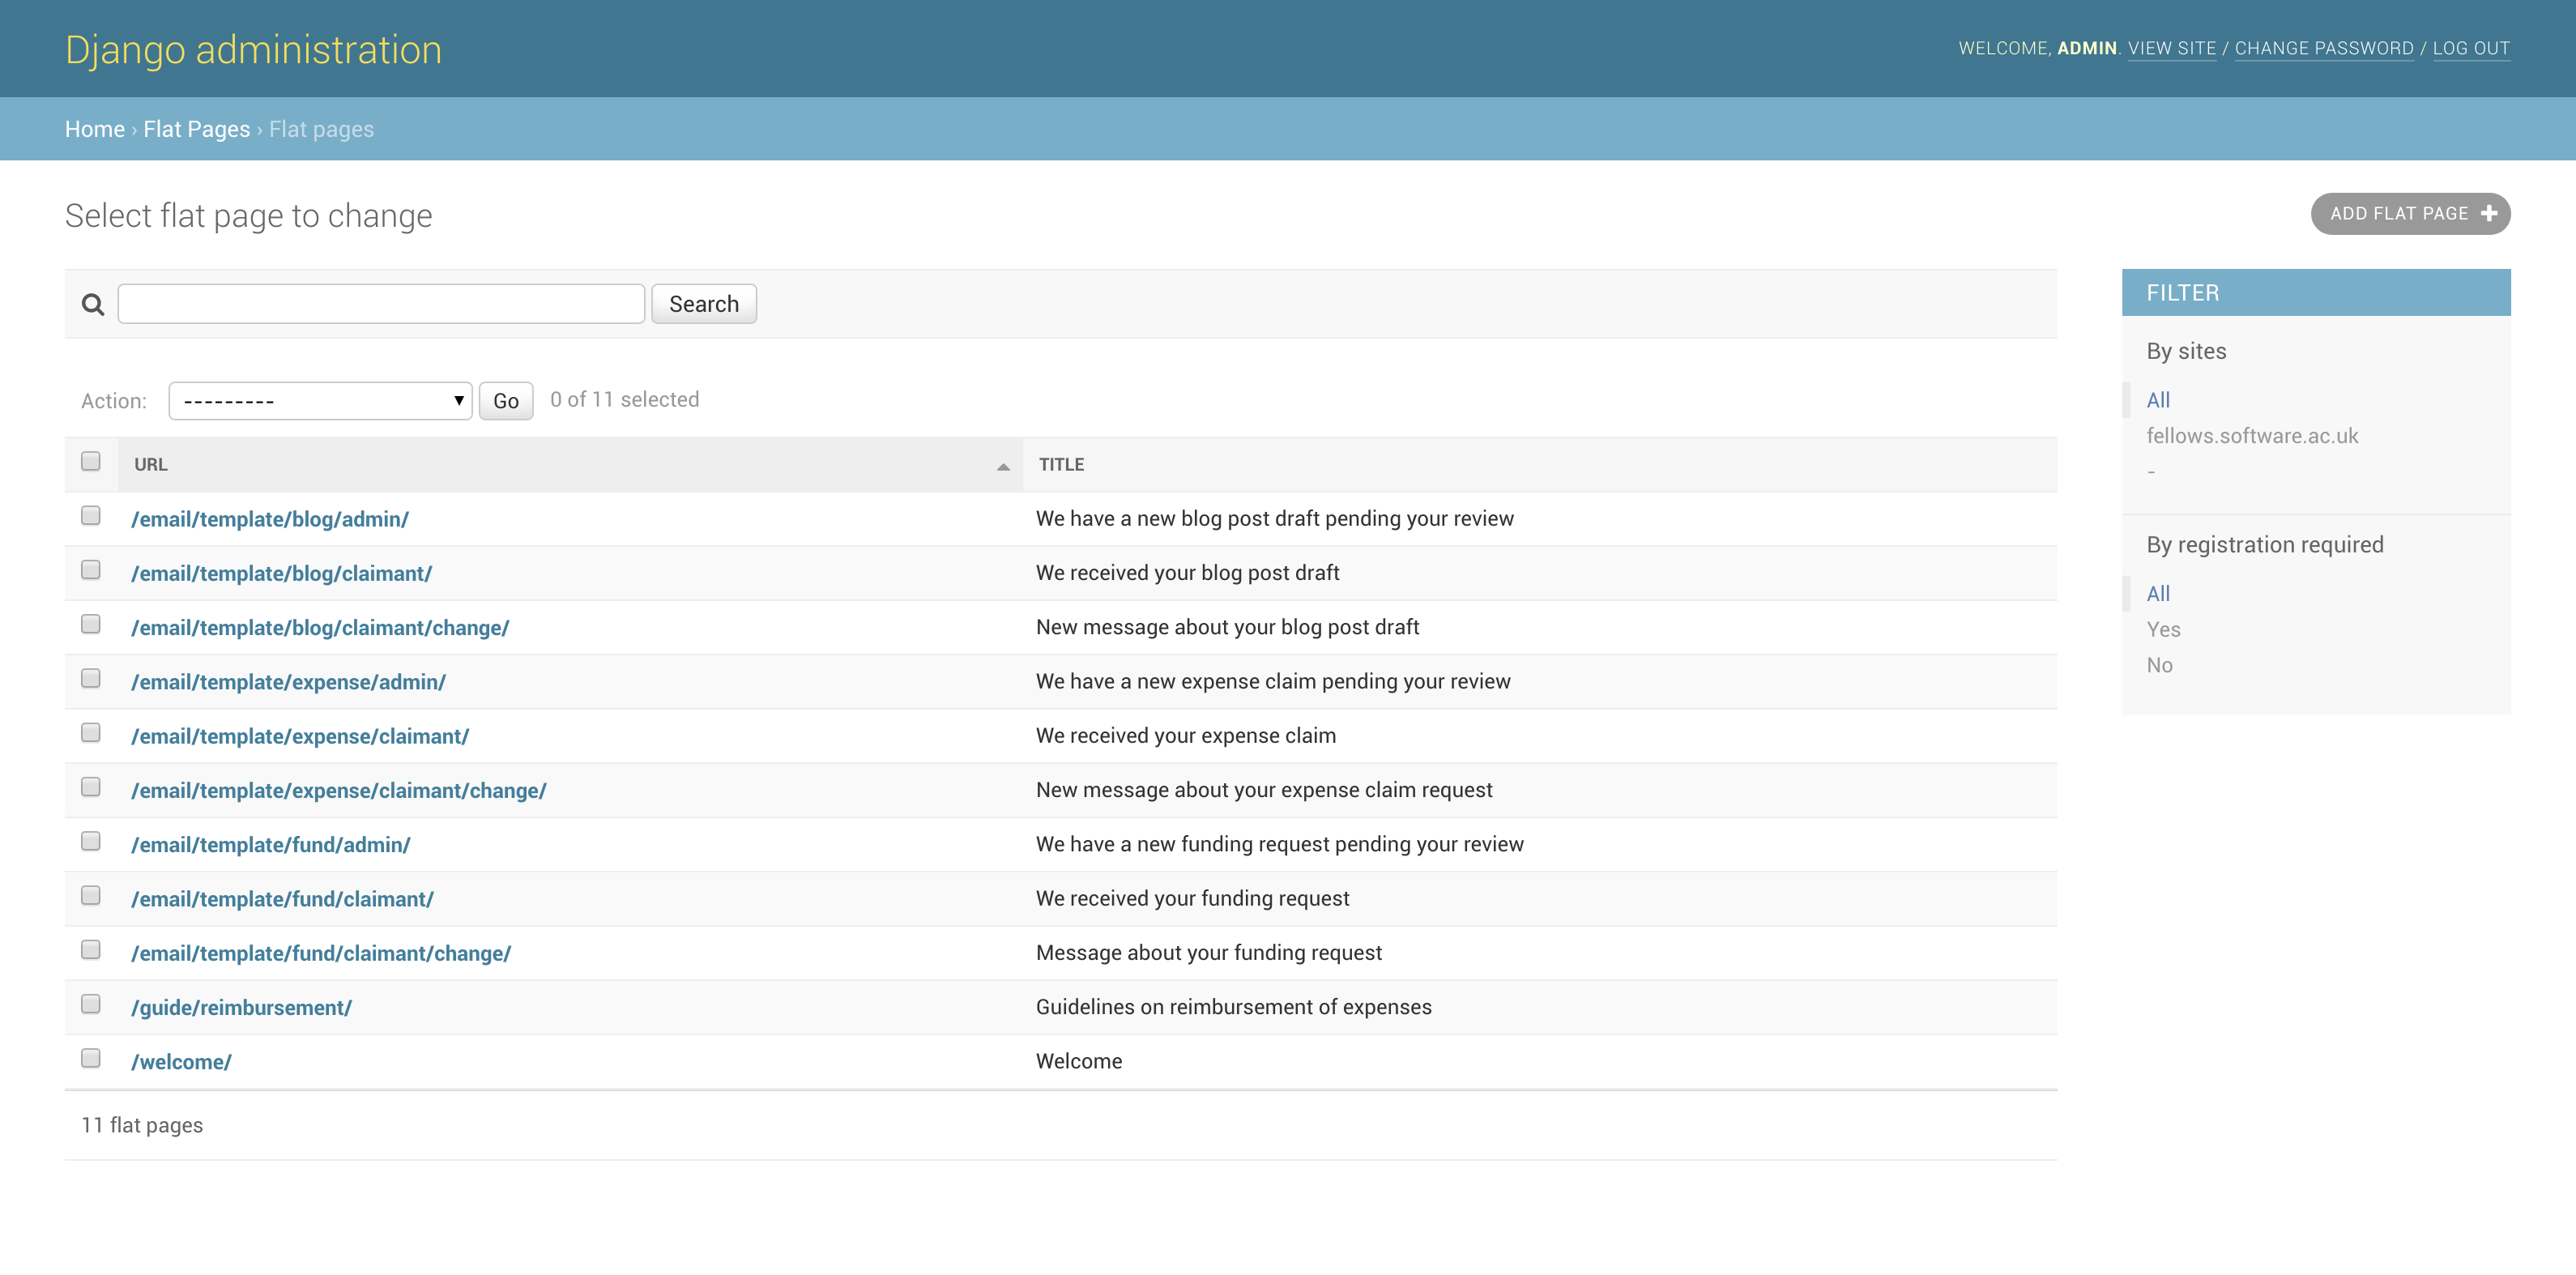 Django administration
WELCOME, ADMIN. VIEW SITE / CHANGE PASSWORD / LOG OUT
Home › Flat Pages › Flat pages
Select flat page to change
ADD FLAT PAGE
Search
Action: --------- Go 0 of 11 selected
URL TITLE
/email/template/blog/admin/ We have a new blog post draft pending your review
/email/template/blog/claimant/ We received your blog post draft
/email/template/blog/claimant/change/ New message about your blog post draft
/email/template/expense/admin/ We have a new expense claim pending your review
/email/template/expense/claimant/ We received your expense claim
/email/template/expense/claimant/change/ New message about your expense claim request
/email/template/fund/admin/ We have a new funding request pending your review
/email/template/fund/claimant/ We received your funding request
/email/template/fund/claimant/change/ Message about your funding request
/guide/reimbursement/ Guidelines on reimbursement of expenses
/welcome/ Welcome
11 flat pages
FILTER
By sites
All
fellows.software.ac.uk
-
By registration required
All
Yes
No